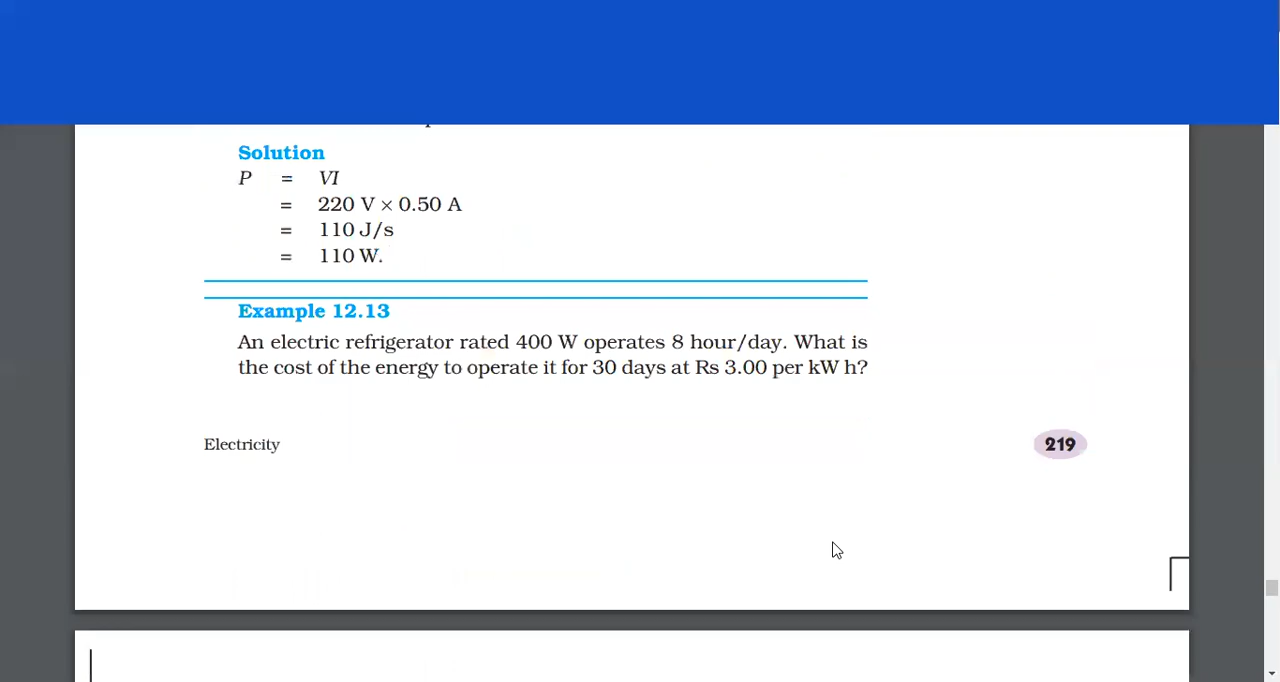 Solution
P = VI
= 220 V × 0.50 A
= 110 J/s
= 110 W.
Example 12.13
An electric refrigerator rated 400 W operates 8 hour/day. What is
the cost of the energy to operate it for 30 days at Rs 3.00 per kW h?
Electricity
219